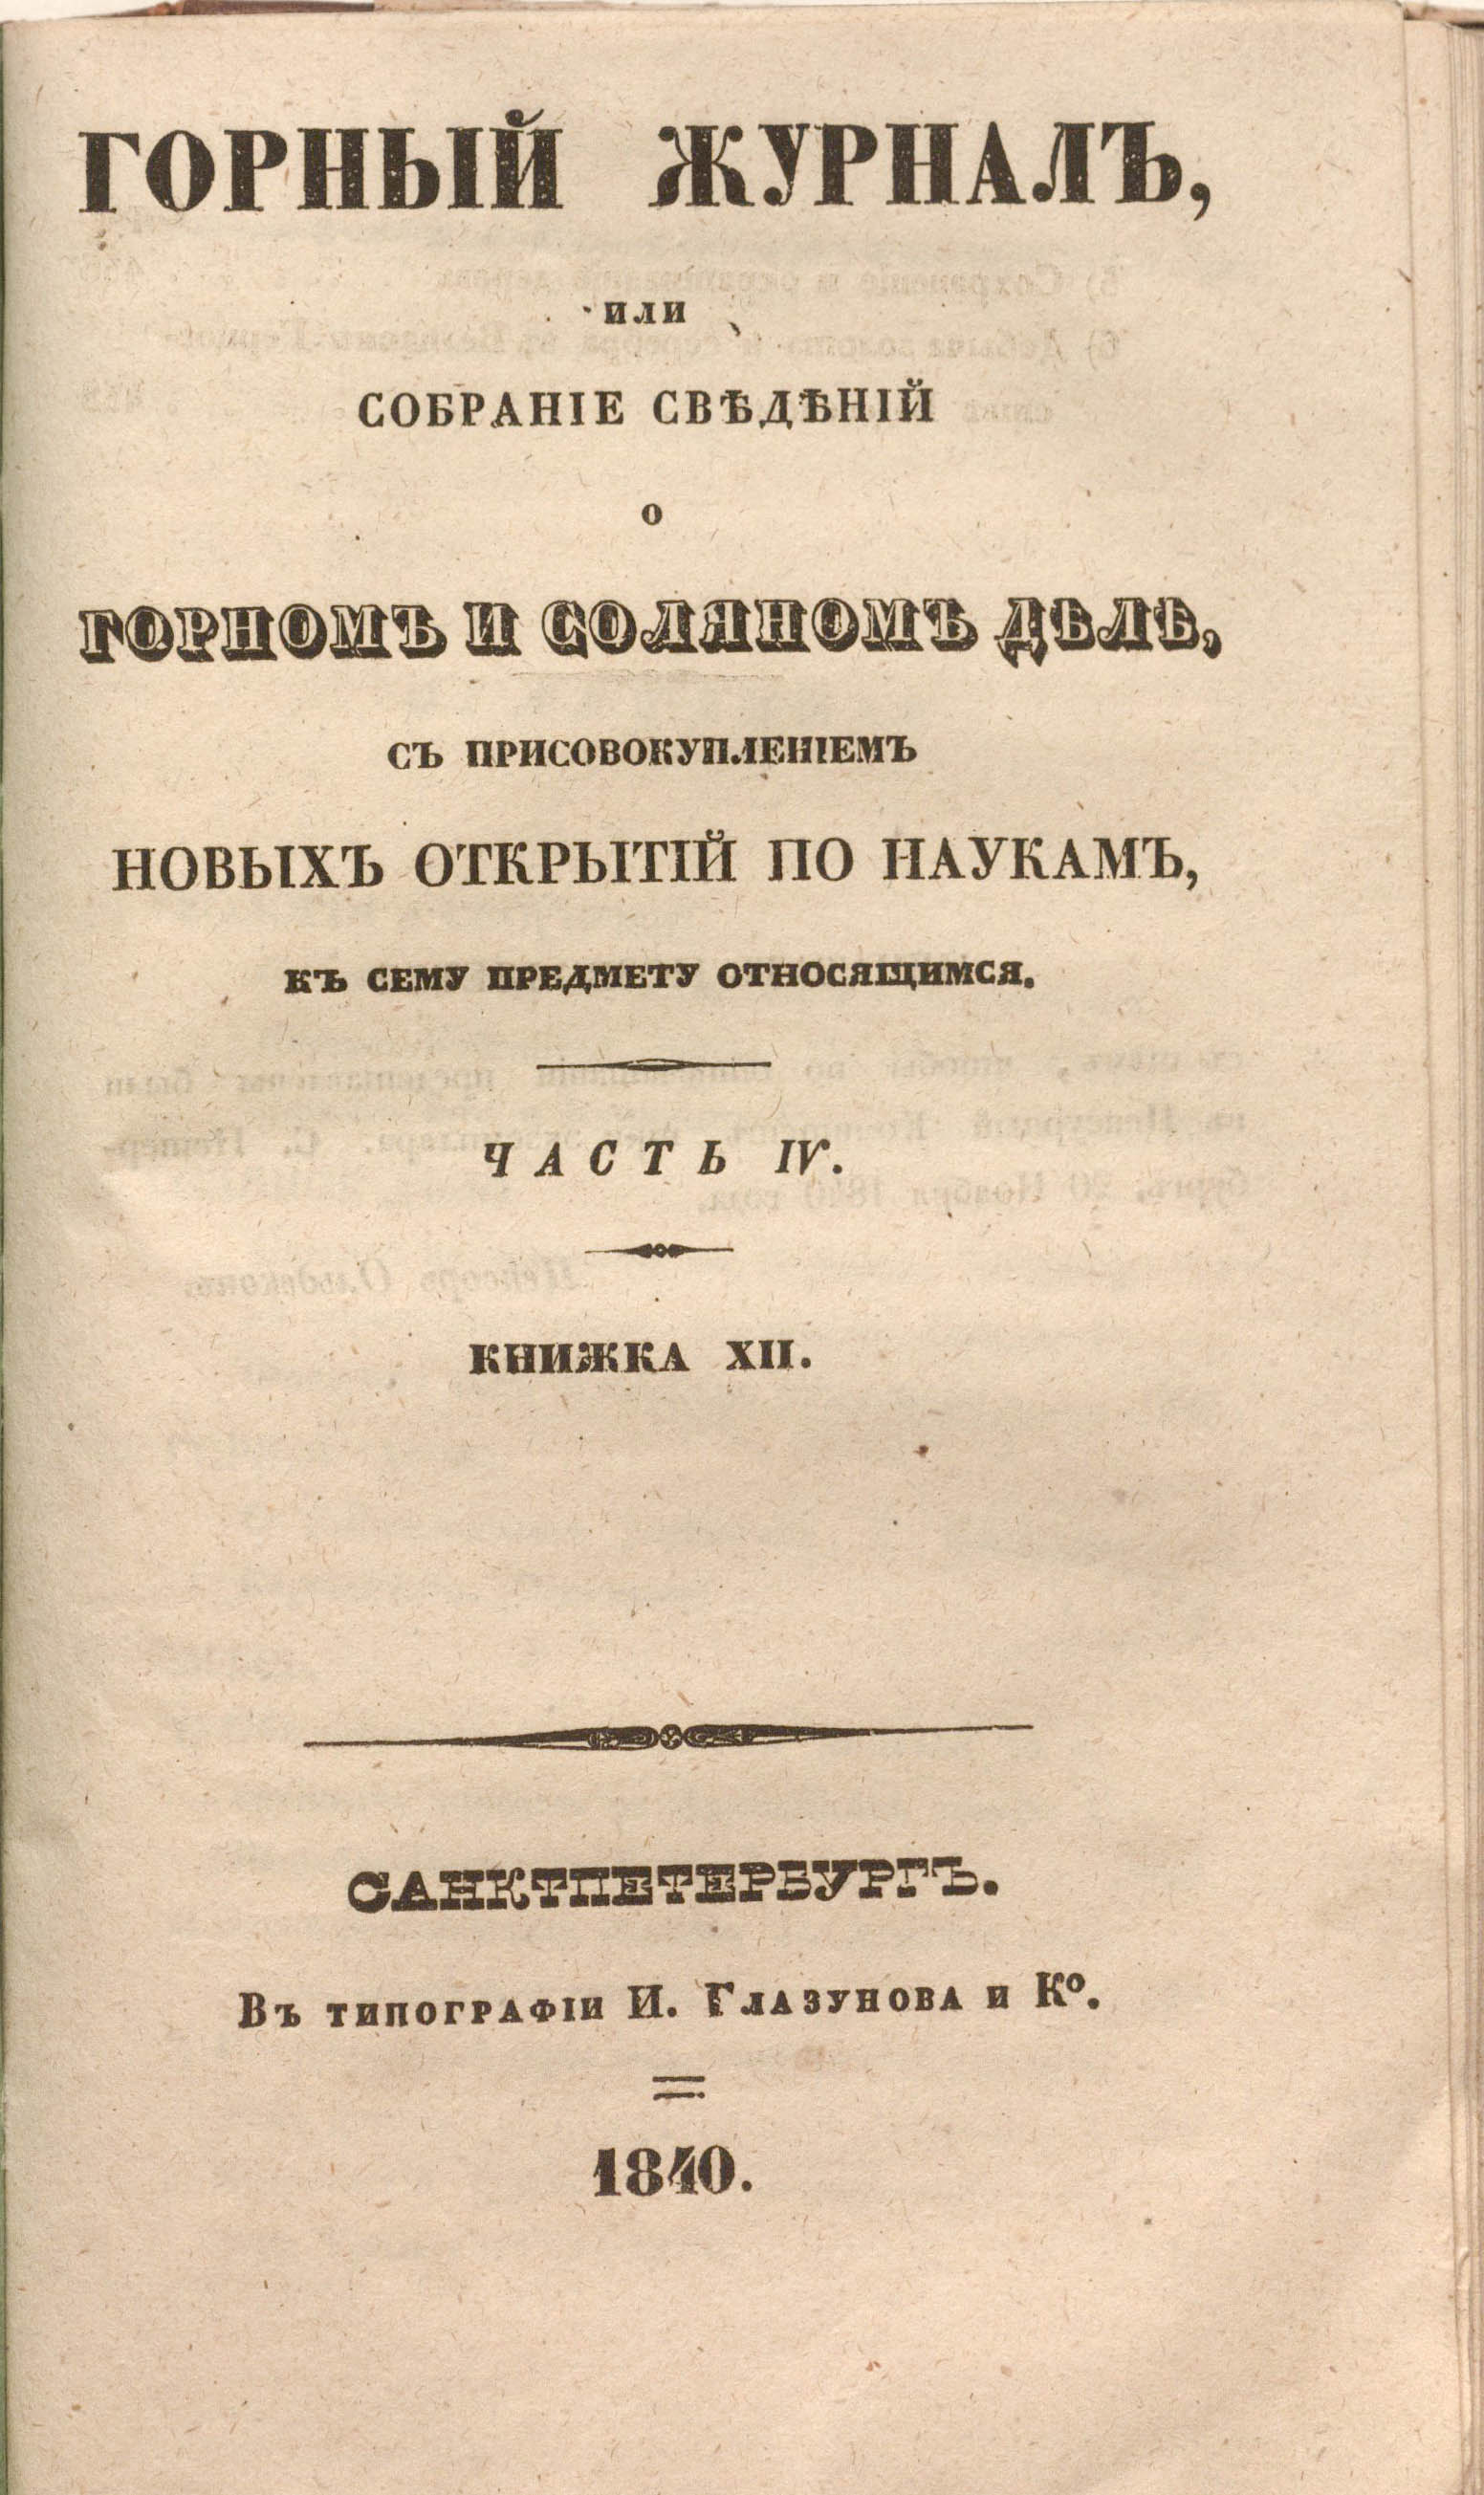 ГОРНЫЙ ЖУРНАЛЪ,
или
СОБРАНІЕ СВѢДѢНІЙ
о
ГОРНОМЪ И СОЛЯНОМЪ ДѢЛѢ,
СЪ ПРИСОВОКУПЛЕНІЕМЪ
НОВЫХЪ ОТКРЫТІЙ ПО НАУКАМЪ,
КЪ СЕМУ ПРЕДМЕТУ ОТНОСЯЩИМСЯ.
ЧАСТЬ IV.
КНИЖКА XII.
САНКТПЕТЕРБУРГЪ.
Въ типографіи И. Глазунова и Ко.
1840.